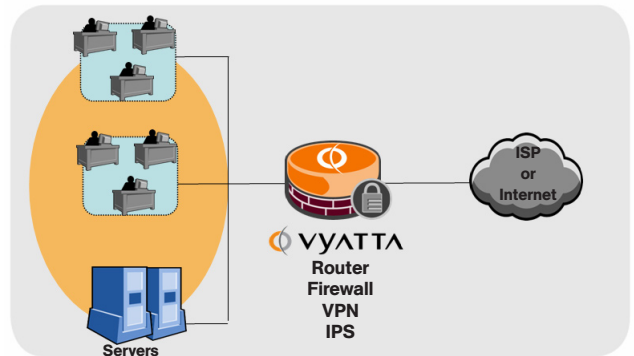 ISP
or
Internet
VYATTA
Router
Firewall
VPN
IPS
Servers